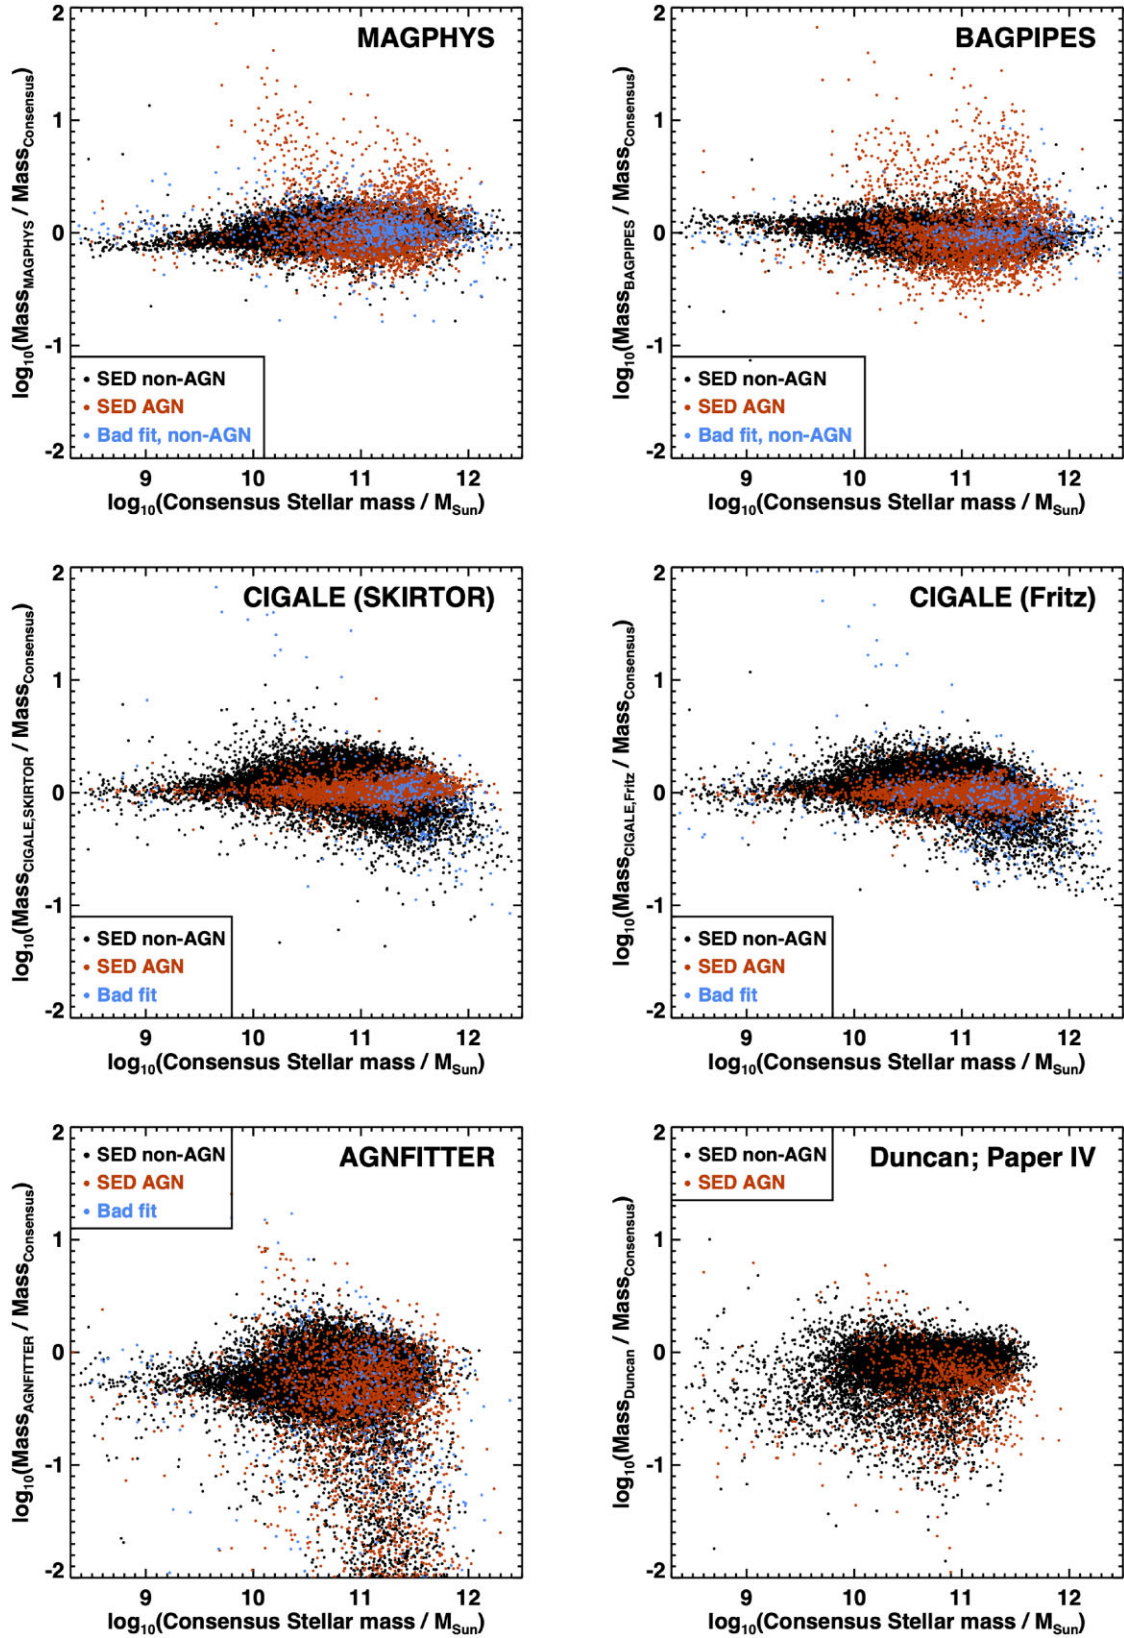 MAGPHYS
log10(MassMAGPHYS / MassConsensus)
2
1
0
-1
-2
SED non-AGN
SED AGN
Bad fit, non-AGN
9 10 11 12
log10(Consensus Stellar mass / MSun)
BAGPIPES
log10(MassBAGPIPES / MassConsensus)
2
1
0
-1
-2
SED non-AGN
SED AGN
Bad fit, non-AGN
9 10 11 12
log10(Consensus Stellar mass / MSun)
CIGALE (SKIRTOR)
log10(MassCIGALE,SKIRTOR / MassConsensus)
2
1
0
-1
-2
SED non-AGN
SED AGN
Bad fit
9 10 11 12
log10(Consensus Stellar mass / MSun)
CIGALE (Fritz)
log10(MassCIGALE,Fritz / MassConsensus)
2
1
0
-1
-2
SED non-AGN
SED AGN
Bad fit
9 10 11 12
log10(Consensus Stellar mass / MSun)
AGNFITTER
log10(MassAGNFITTER / MassConsensus)
2
SED non-AGN
SED AGN
Bad fit
1
0
-1
-2
9 10 11 12
log10(Consensus Stellar mass / MSun)
Duncan; Paper IV
log10(MassDuncan / MassConsensus)
2
SED non-AGN
SED AGN
1
0
-1
-2
9 10 11 12
log10(Consensus Stellar mass / MSun)